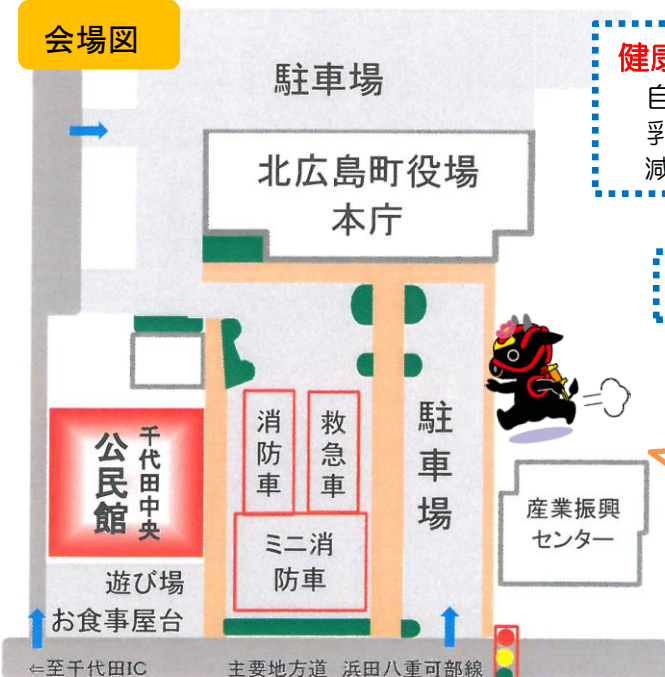 会場図
駐車場
北広島町役場
本庁
健康
自
乳
減
千代田中央
公民館
消防車
救急車
駐車場
ミニ消
防車
産業振興
センター
遊び場
お食事屋台
⇐至千代田IC
主要地方道 浜田八重可部線